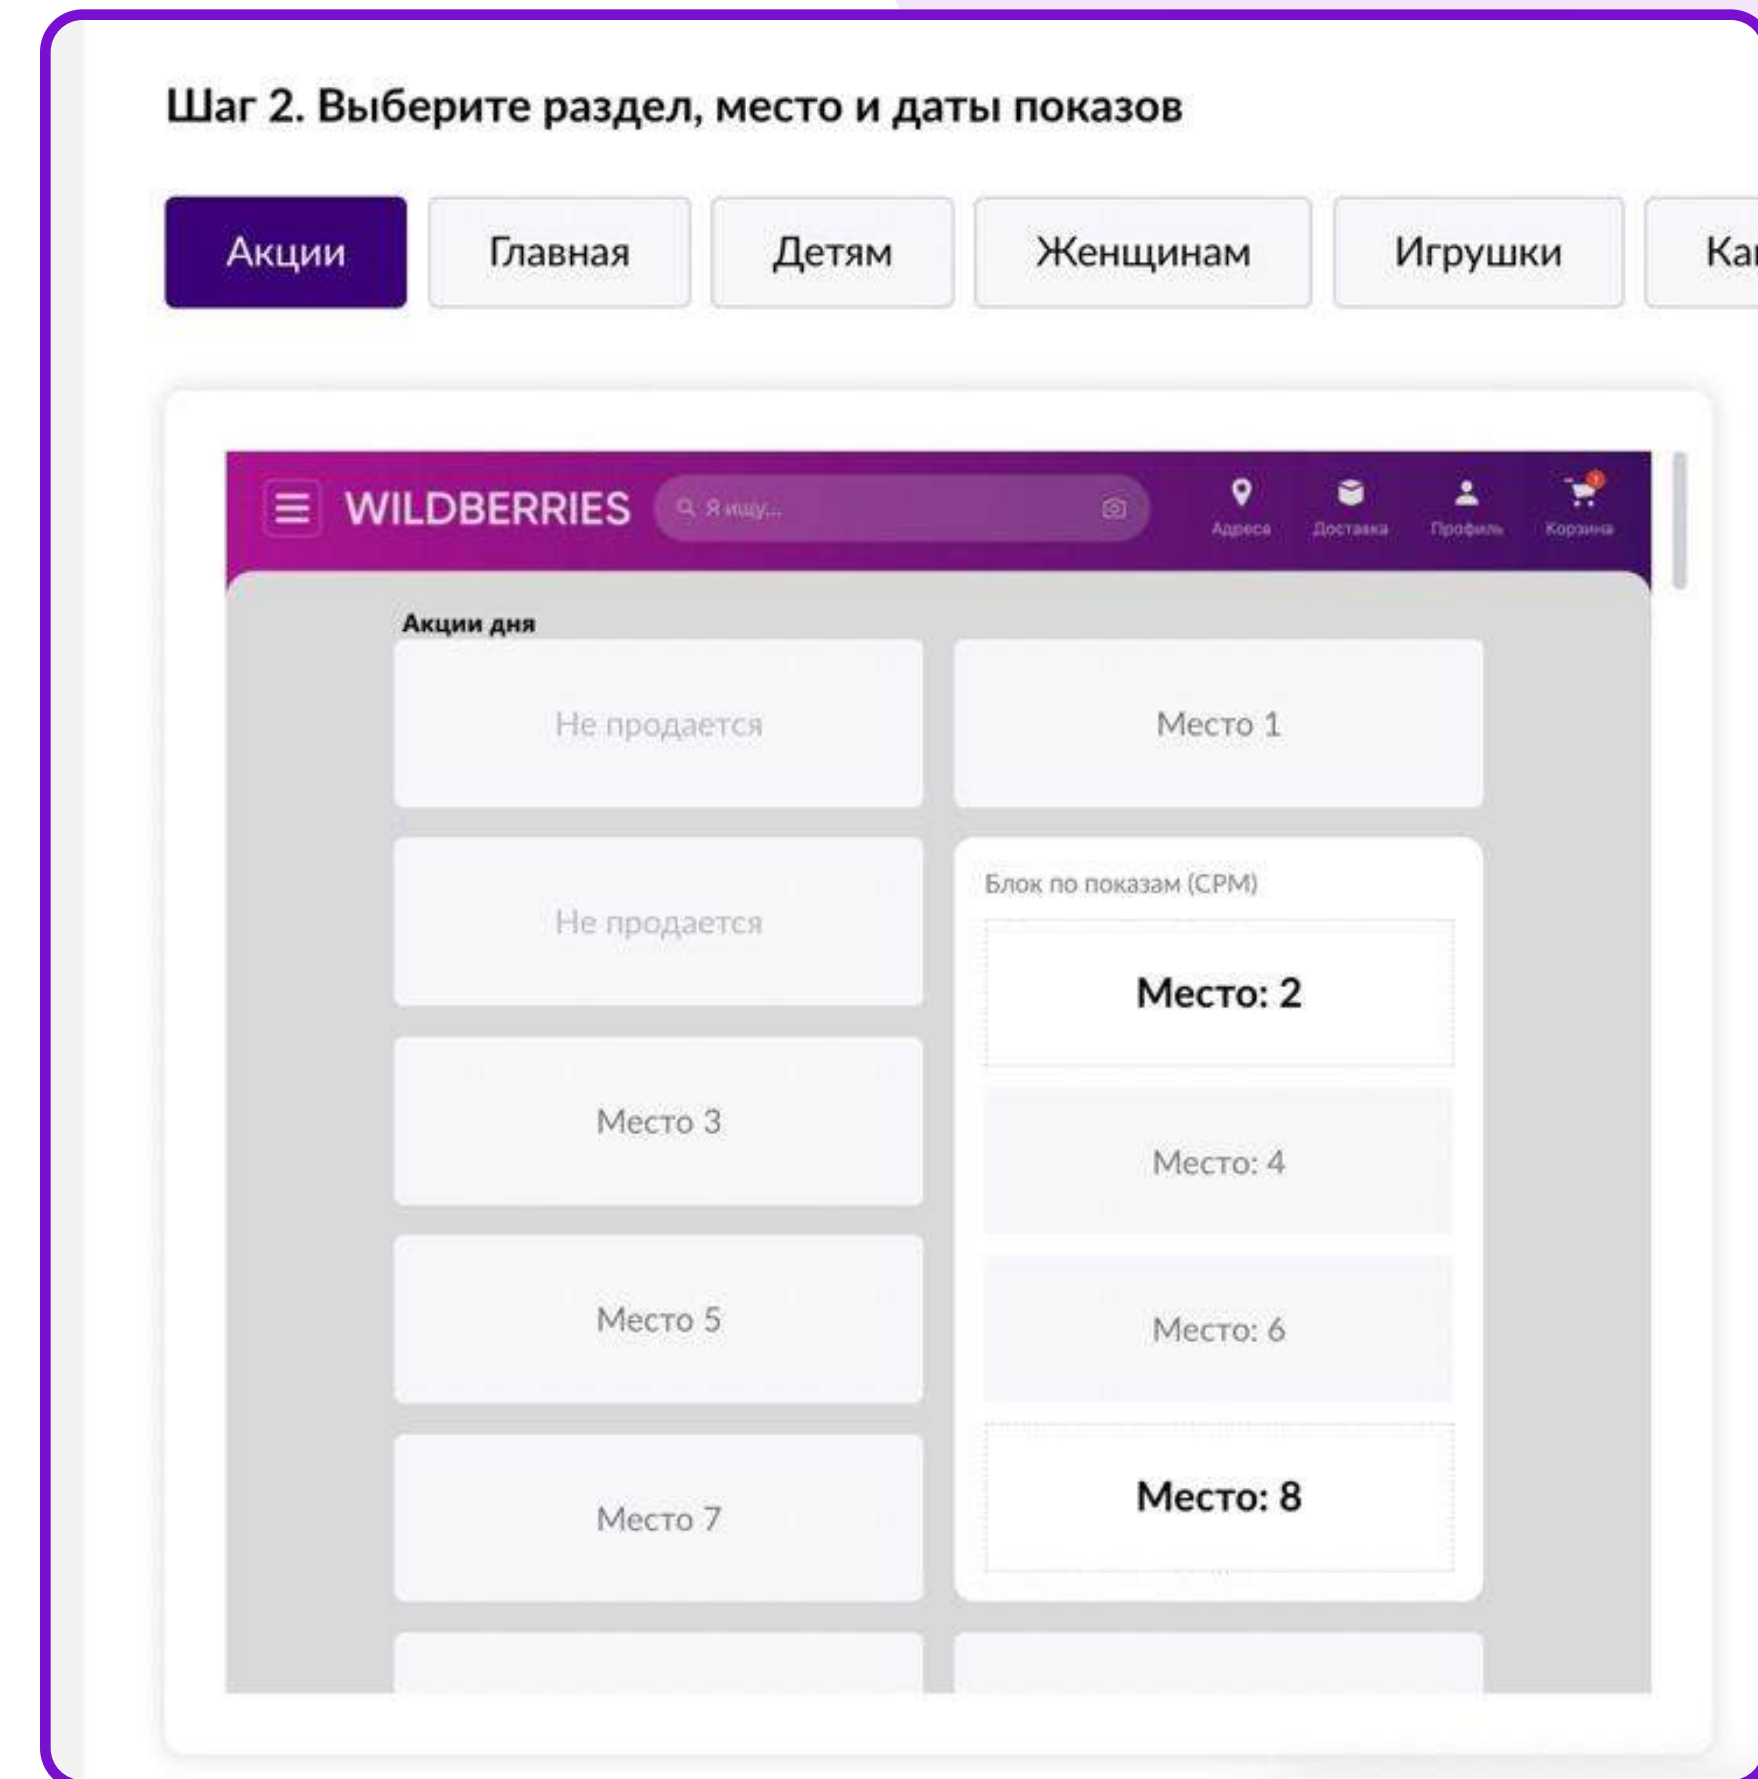 Шаг 2. Выберите раздел, место и даты показов
Акции Главная Детям Женщинам Игрушки
WILDBERRIES Я ищу... Адреса Доставка Профиль Корзина
Акции дня
Не продается Место 1
Не продается
Блок по показам (CPM)
Место: 2
Место 3
Место: 4
Место 5
Место: 6
Место 7
Место: 8